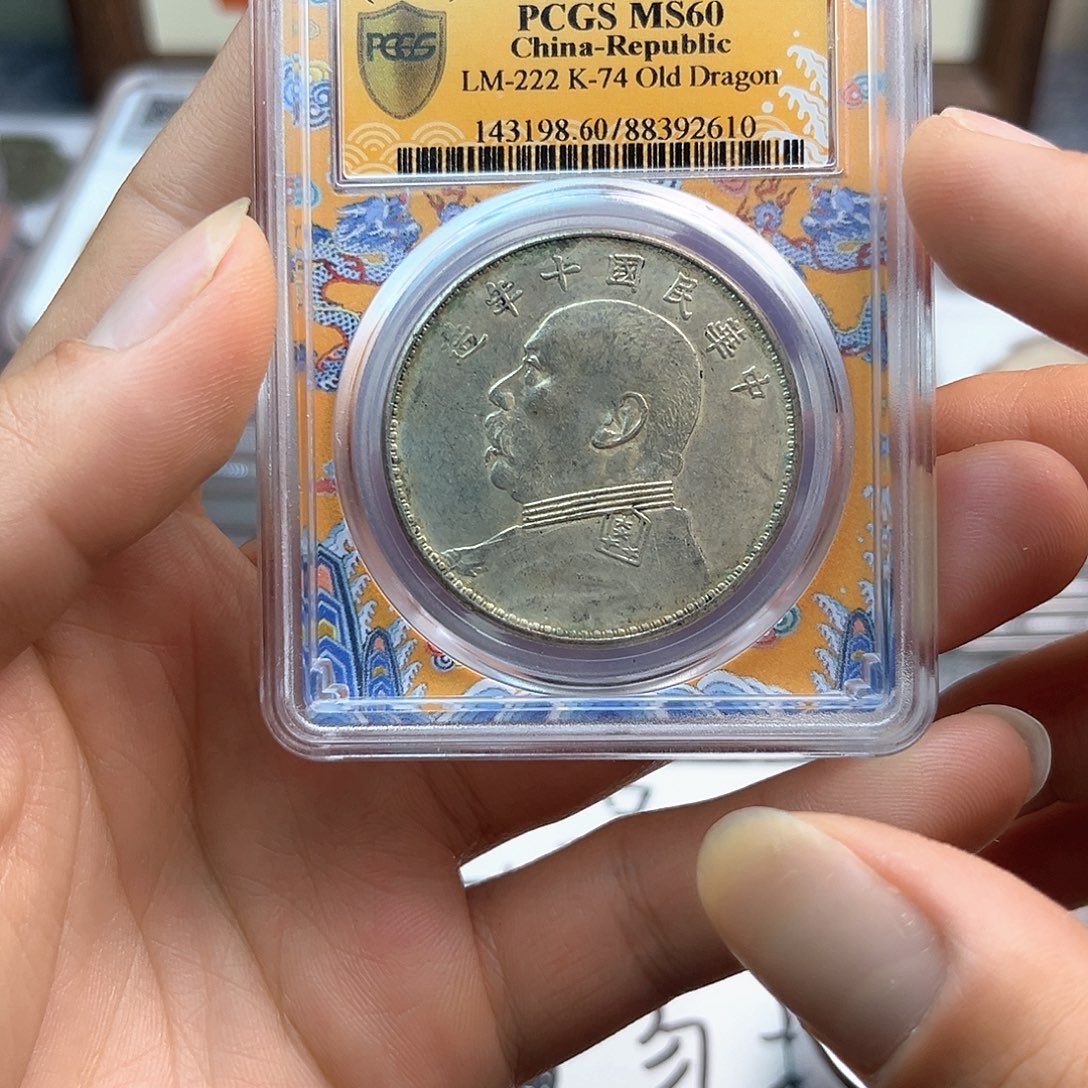 PCGS
PCGS MS60
China-Republic
LM-222 K-74 Old Dragon
143198.60/88392610
中華民國十年造